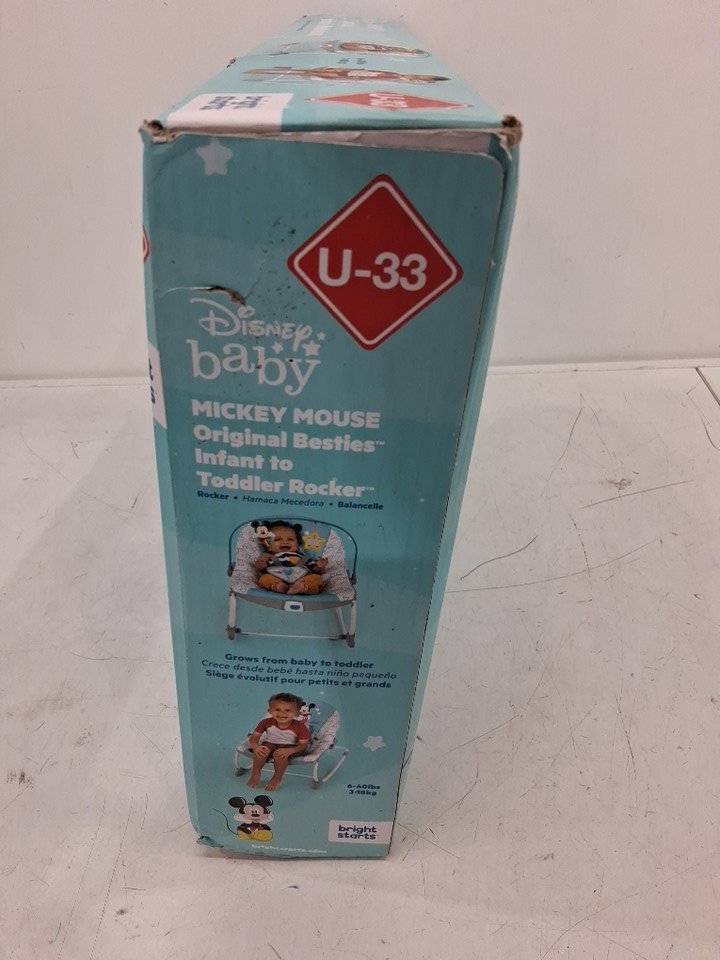 U-33
Disney
baby
MICKEY MOUSE
Original Besties™
Infant to
Toddler Rocker™
Rocker • Hamaca Mecedora • Balancelle
Grows from baby to toddler
Crece desde bebé hasta niño pequeño
Siège évolutif pour petits et grands
6-40lbs
3-18kg
bright
starts
brightstarts.com